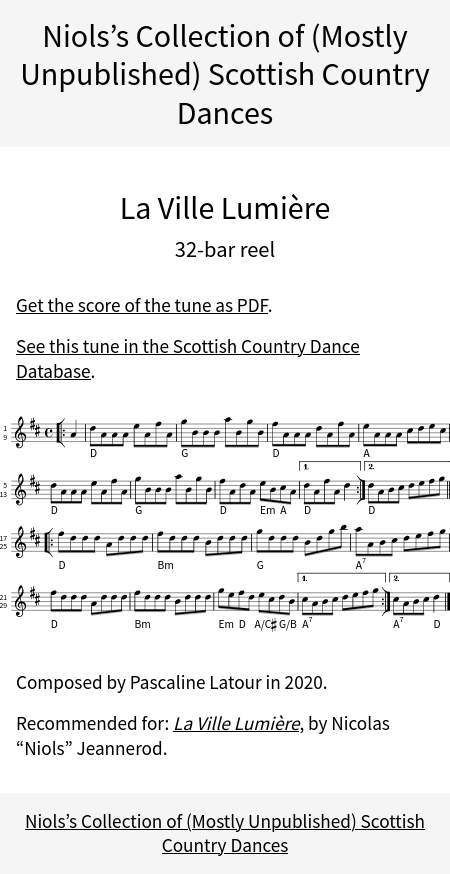 Niols’s Collection of (Mostly
Unpublished) Scottish Country
Dances
La Ville Lumière
32-bar reel
Get the score of the tune as PDF.
See this tune in the Scottish Country Dance
Database.
1
9
D G D A
5
13
1. 2.
D G D Em A D D
17
25
D Bm G A7
21
29
1. 2.
D Bm Em D A/C♯ G/B A7 A7 D
Composed by Pascaline Latour in 2020.
Recommended for: La Ville Lumière, by Nicolas
“Niols” Jeannerod.
Niols’s Collection of (Mostly Unpublished) Scottish
Country Dances